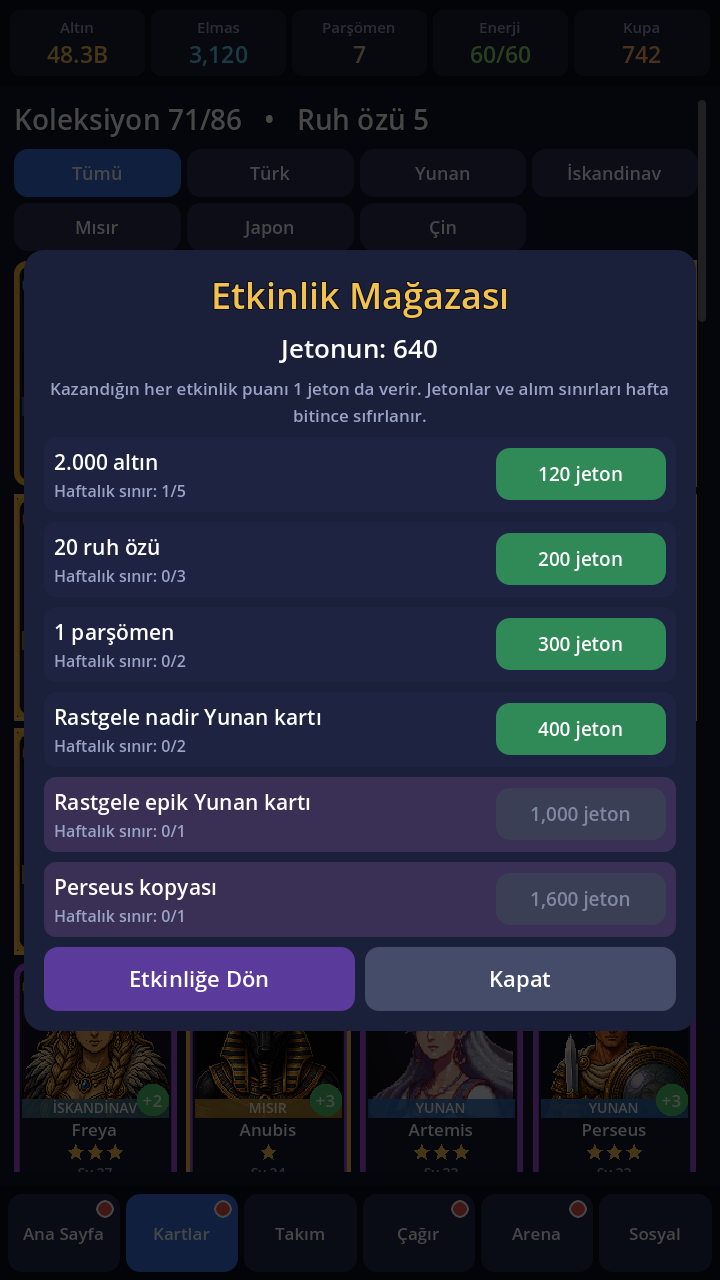 Altın
Elmas
Parşömen
Enerji
Kupa
48.3B
3,120
7
60/60
742
Koleksiyon 71/86 • Ruh özü 5
Tümü
Türk
Yunan
İskandinav
Mısır
Japon
Çin
Etkinlik Mağazası
Jetonun: 640
Kazandığın her etkinlik puanı 1 jeton da verir. Jetonlar ve alım sınırları hafta
bitince sıfırlanır.
2.000 altın
Haftalık sınır: 1/5
120 jeton
20 ruh özü
Haftalık sınır: 0/3
200 jeton
1 parşömen
Haftalık sınır: 0/2
300 jeton
Rastgele nadir Yunan kartı
Haftalık sınır: 0/2
400 jeton
Rastgele epik Yunan kartı
Haftalık sınır: 0/1
1,000 jeton
Perseus kopyası
Haftalık sınır: 0/1
1,600 jeton
Etkinliğe Dön
Kapat
İSKANDİNAV
+2
MISIR
+3
YUNAN
YUNAN
+3
Freya
Anubis
Artemis
Perseus
Ana Sayfa
Kartlar
Takım
Çağır
Arena
Sosyal